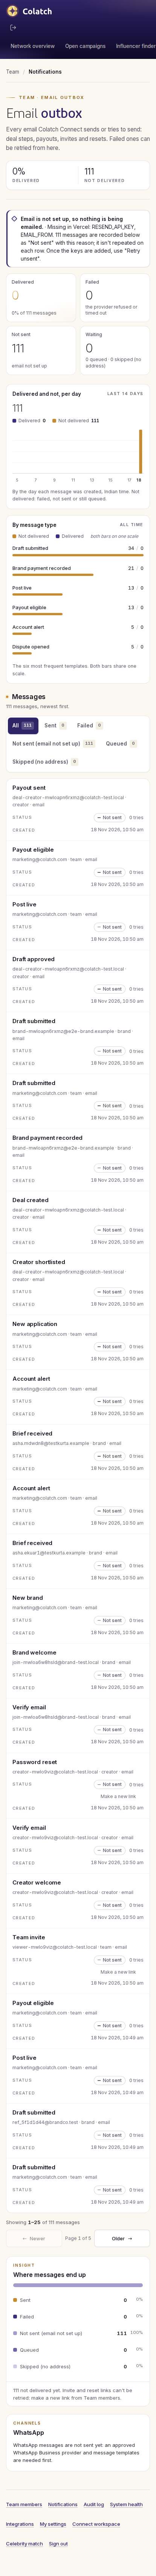 Colatch
Network overview Open campaigns Influencer finder
Team / Notifications
TEAM · EMAIL OUTBOX
Email outbox
Every email Colatch Connect sends or tries to send:
deal steps, payouts, invites and resets. Failed ones can
be retried from here.
0%
DELIVERED
111
NOT DELIVERED
Email is not set up, so nothing is being
emailed. · Missing in Vercel: RESEND_API_KEY,
EMAIL_FROM. 111 messages are recorded below
as "Not sent" with this reason; it isn't repeated on
each row. Once the keys are added, use "Retry
unsent".
Delivered
0
0% of 111 messages
Failed
0
the provider refused or
timed out
Not sent
111
email not set up
Waiting
0
0 queued · 0 skipped (no
address)
Delivered and not, per day
LAST 14 DAYS
111
Delivered 0 Not delivered 111
5 7 9 11 13 15 17 18
By the day each message was created, Indian time. Not
delivered: failed, not sent or still queued.
By message type
ALL TIME
Not delivered Delivered both bars on one scale
Draft submitted 34 : 0
Brand payment recorded 21 : 0
Post live 13 : 0
Payout eligible 13 : 0
Account alert 5 : 0
Dispute opened 5 : 0
The six most frequent templates. Both bars share one
scale.
Messages
111 messages, newest first.
All 111 Sent 0 Failed 0
Not sent (email not set up) 111 Queued 0
Skipped (no address) 0
Payout sent
creator · email
STATUS Not sent 0 tries
CREATED 18 Nov 2026, 10:50 am
Payout eligible
marketing@colatch.com · team · email
STATUS Not sent 0 tries
CREATED 18 Nov 2026, 10:50 am
Post live
marketing@colatch.com · team · email
STATUS Not sent 0 tries
CREATED 18 Nov 2026, 10:50 am
Draft approved
creator · email
STATUS Not sent 0 tries
CREATED 18 Nov 2026, 10:50 am
Draft submitted
email
STATUS Not sent 0 tries
CREATED 18 Nov 2026, 10:50 am
Draft submitted
marketing@colatch.com · team · email
STATUS Not sent 0 tries
CREATED 18 Nov 2026, 10:50 am
Brand payment recorded
email
STATUS Not sent 0 tries
CREATED 18 Nov 2026, 10:50 am
Deal created
creator · email
STATUS Not sent 0 tries
CREATED 18 Nov 2026, 10:50 am
Creator shortlisted
creator · email
STATUS Not sent 0 tries
CREATED 18 Nov 2026, 10:50 am
New application
marketing@colatch.com · team · email
STATUS Not sent 0 tries
CREATED 18 Nov 2026, 10:50 am
Account alert
marketing@colatch.com · team · email
STATUS Not sent 0 tries
CREATED 18 Nov 2026, 10:50 am
Brief received
brand · email
STATUS Not sent 0 tries
CREATED 18 Nov 2026, 10:50 am
Account alert
marketing@colatch.com · team · email
STATUS Not sent 0 tries
CREATED 18 Nov 2026, 10:50 am
Brief received
brand · email
STATUS Not sent 0 tries
CREATED 18 Nov 2026, 10:50 am
New brand
marketing@colatch.com · team · email
STATUS Not sent 0 tries
CREATED 18 Nov 2026, 10:50 am
Brand welcome
brand · email
STATUS Not sent 0 tries
CREATED 18 Nov 2026, 10:50 am
Verify email
brand · email
STATUS Not sent 0 tries
CREATED 18 Nov 2026, 10:50 am
Password reset
creator · email
STATUS Not sent 0 tries
Make a new link
CREATED 18 Nov 2026, 10:50 am
Verify email
creator · email
STATUS Not sent 0 tries
CREATED 18 Nov 2026, 10:50 am
Creator welcome
creator · email
STATUS Not sent 0 tries
CREATED 18 Nov 2026, 10:50 am
Team invite
team · email
STATUS Not sent 0 tries
Make a new link
CREATED 18 Nov 2026, 10:50 am
Payout eligible
marketing@colatch.com · team · email
STATUS Not sent 0 tries
CREATED 18 Nov 2026, 10:49 am
Post live
marketing@colatch.com · team · email
STATUS Not sent 0 tries
CREATED 18 Nov 2026, 10:49 am
Draft submitted
brand · email
STATUS Not sent 0 tries
CREATED 18 Nov 2026, 10:49 am
Draft submitted
marketing@colatch.com · team · email
STATUS Not sent 0 tries
CREATED 18 Nov 2026, 10:49 am
Showing 1–25 of 111 messages
← Newer Page 1 of 5 Older →
INSIGHT
Where messages end up
Sent 0 0%
Failed 0 0%
Not sent (email not set up) 111 100%
Queued 0 0%
Skipped (no address) 0 0%
111 not delivered yet. Invite and reset links can't be
retried: make a new link from Team members.
CHANNELS
WhatsApp
WhatsApp messages are not sent yet: an approved
WhatsApp Business provider and message templates
are needed first.
Team members Notifications Audit log System health
Integrations My settings Connect workspace
Celebrity match Sign out